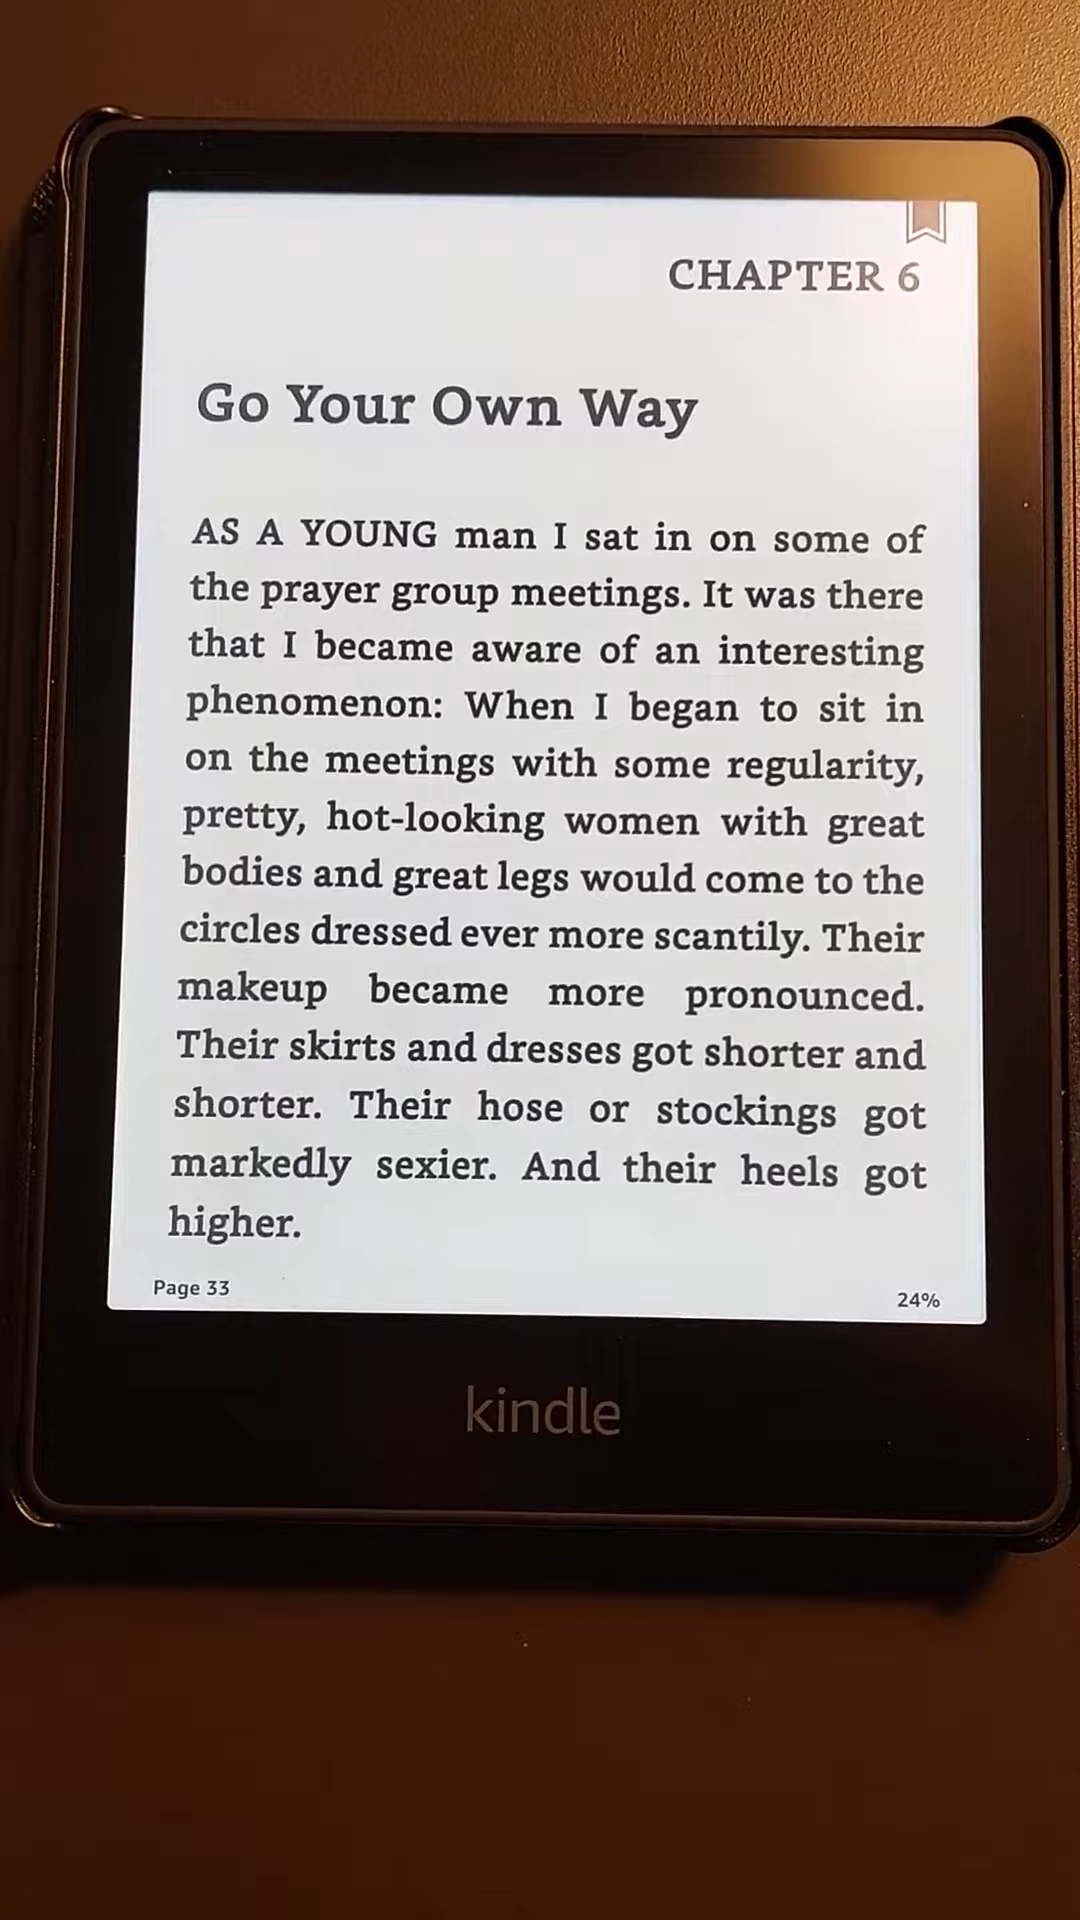 CHAPTER 6
Go Your Own Way
AS A YOUNG man I sat in on some of
the prayer group meetings. It was there
that I became aware of an interesting
phenomenon: When I began to sit in
on the meetings with some regularity,
pretty, hot-looking women with great
bodies and great legs would come to the
circles dressed ever more scantily. Their
makeup became more pronounced.
Their skirts and dresses got shorter and
shorter. Their hose or stockings got
markedly sexier. And their heels got
higher.
Page 33
24%
kindle